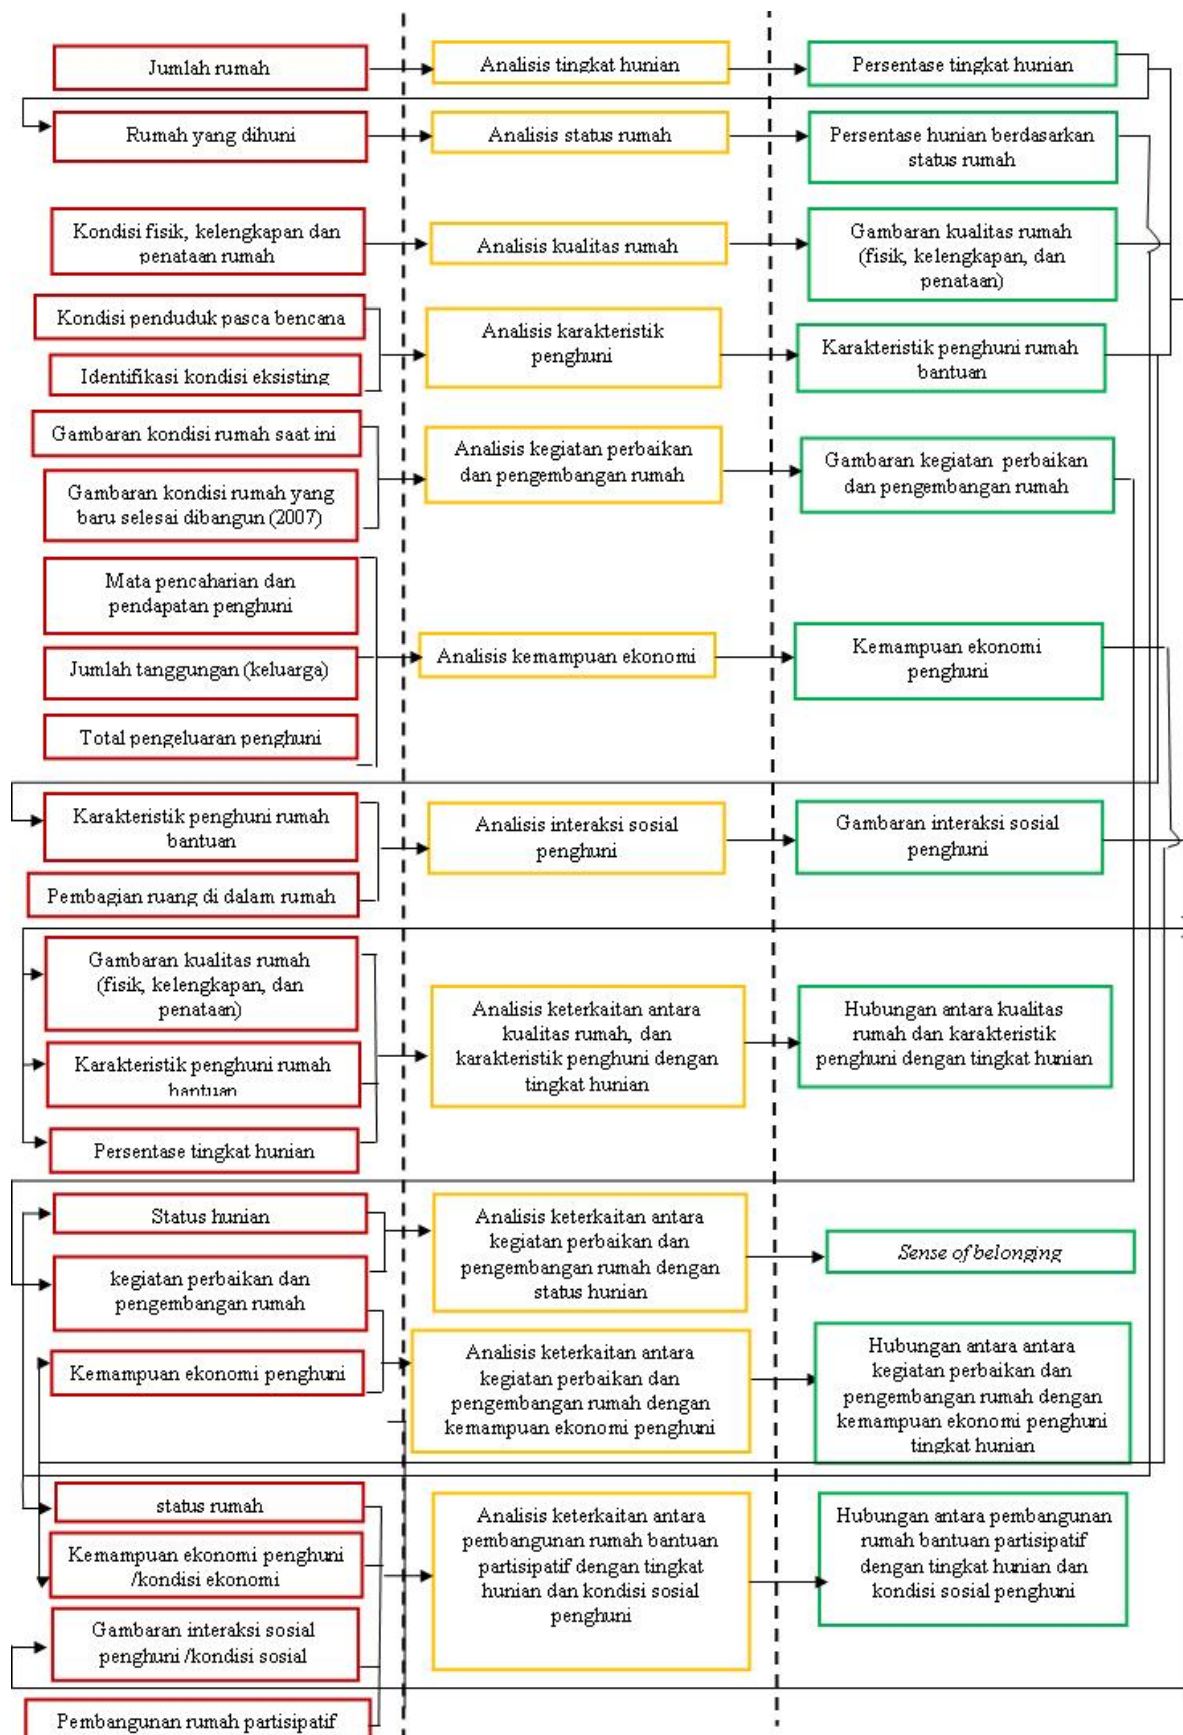 Jumlah rumah
Analisis tingkat hunian
Persentase tingkat hunian
Rumah yang dihuni
Analisis status rumah
Persentase hunian berdasarkan
status rumah
Kondisi fisik, kelengkapan dan
penataan rumah
Analisis kualitas rumah
Gambaran kualitas rumah
(fisik, kelengkapan, dan
penataan)
Kondisi penduduk pasca bencana
Identifikasi kondisi eksisting
Analisis karakteristik
penghuni
Karakteristik penghuni rumah
bantuan
Gambaran kondisi rumah saat ini
Gambaran kondisi rumah yang
baru selesai dibangun (2007)
Analisis kegiatan perbaikan
dan pengembangan rumah
Gambaran kegiatan perbaikan
dan pengembangan rumah
Mata pencaharian dan
pendapatan penghuni
Jumlah tanggungan (keluarga)
Total pengeluaran penghuni
Analisis kemampuan ekonomi
Kemampuan ekonomi
penghuni
Karakteristik penghuni rumah
bantuan
Pembagian ruang di dalam rumah
Analisis interaksi sosial
penghuni
Gambaran interaksi sosial
penghuni
Gambaran kualitas rumah
(fisik, kelengkapan, dan
penataan)
Karakteristik penghuni rumah
bantuan
Persentase tingkat hunian
Analisis keterkaitan antara
kualitas rumah, dan
karakteristik penghuni dengan
tingkat hunian
Hubungan antara kualitas
rumah dan karakteristik
penghuni dengan tingkat hunian
Status hunian
kegiatan perbaikan dan
pengembangan rumah
Kemampuan ekonomi penghuni
Analisis keterkaitan antara
kegiatan perbaikan dan
pengembangan rumah dengan
status hunian
Sense of belonging
Analisis keterkaitan antara
kegiatan perbaikan dan
pengembangan rumah dengan
kemampuan ekonomi penghuni
Hubungan antara antara
kegiatan perbaikan dan
pengembangan rumah dengan
kemampuan ekonomi penghuni
tingkat hunian
status rumah
Kemampuan ekonomi penghuni
/kondisi ekonomi
Gambaran interaksi sosial
penghuni /kondisi sosial
Pembangunan rumah partisipatif
Analisis keterkaitan antara
pembangunan rumah bantuan
partisipatif dengan tingkat
hunian dan kondisi sosial
penghuni
Hubungan antara pembangunan
rumah bantuan partisipatif
dengan tingkat hunian dan
kondisi sosial penghuni